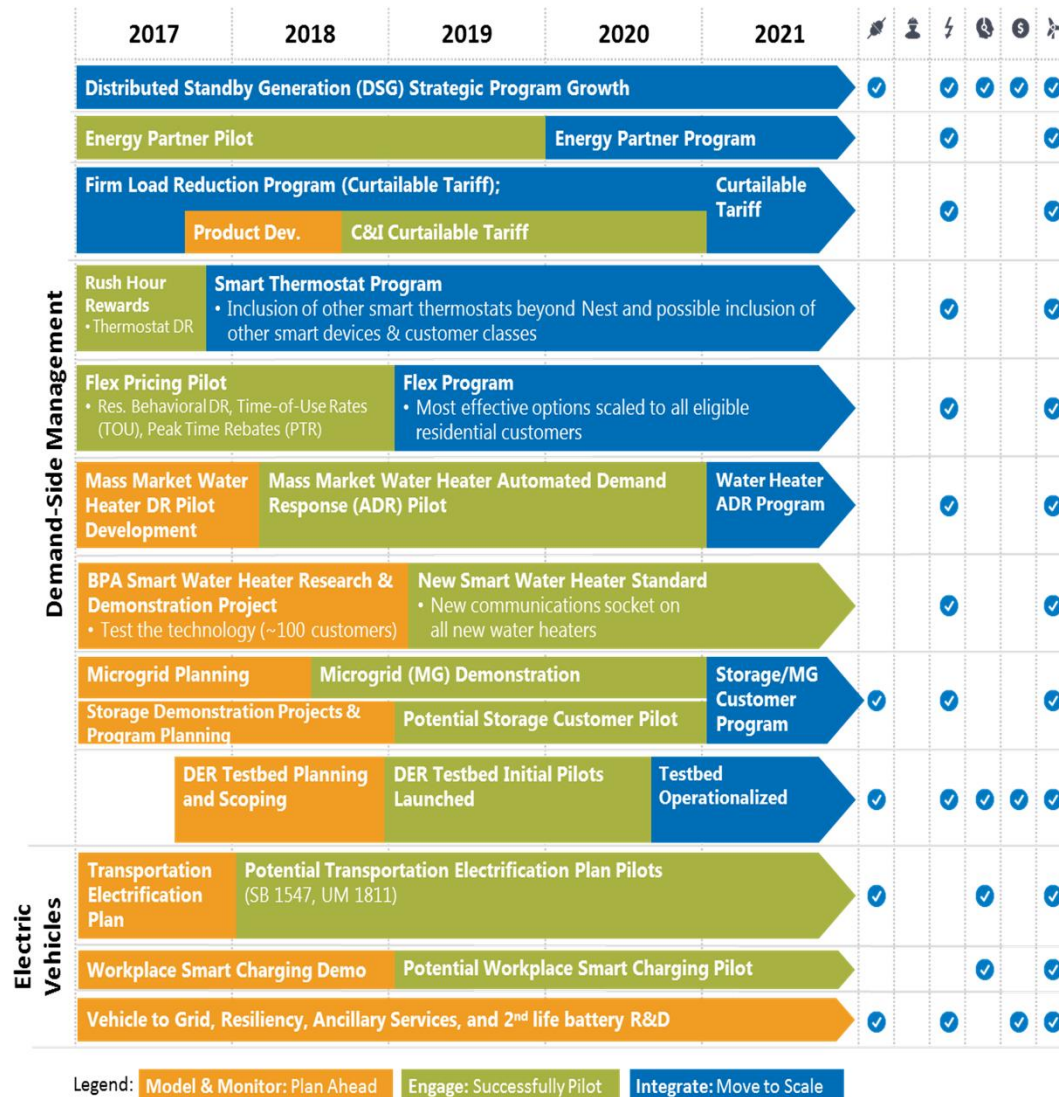 2017 2018 2019 2020 2021
Distributed Standby Generation (DSG) Strategic Program Growth
Energy Partner Pilot
Energy Partner Program
Firm Load Reduction Program (Curtailable Tariff);
Curtailable
Tariff
Product Dev.
C&I Curtailable Tariff
Demand-Side Management
Rush Hour
Rewards
• Thermostat DR
Smart Thermostat Program
• Inclusion of other smart thermostats beyond Nest and possible inclusion of
other smart devices & customer classes
Flex Pricing Pilot
• Res. Behavioral DR, Time-of-Use Rates
(TOU), Peak Time Rebates (PTR)
Flex Program
• Most effective options scaled to all eligible
residential customers
Mass Market Water
Heater DR Pilot
Development
Mass Market Water Heater Automated Demand
Response (ADR) Pilot
Water Heater
ADR Program
BPA Smart Water Heater Research &
Demonstration Project
• Test the technology (~100 customers)
New Smart Water Heater Standard
• New communications socket on
all new water heaters
Microgrid Planning
Microgrid (MG) Demonstration
Storage/MG
Customer
Program
Storage Demonstration Projects &
Program Planning
Potential Storage Customer Pilot
DER Testbed Planning
and Scoping
DER Testbed Initial Pilots
Launched
Testbed
Operationalized
Electric
Vehicles
Transportation
Electrification
Plan
Potential Transportation Electrification Plan Pilots
(SB 1547, UM 1811)
Workplace Smart Charging Demo
Potential Workplace Smart Charging Pilot
Vehicle to Grid, Resiliency, Ancillary Services, and 2nd life battery R&D
Legend: Model & Monitor: Plan Ahead Engage: Successfully Pilot Integrate: Move to Scale